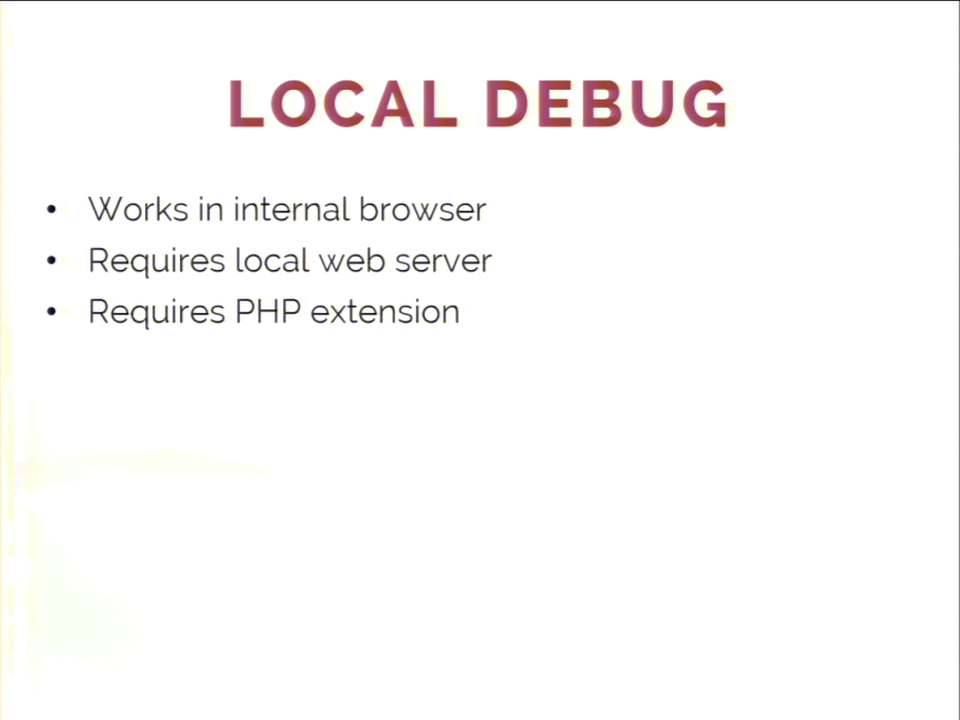 LOCAL DEBUG
• Works in internal browser
• Requires local web server
• Requires PHP extension